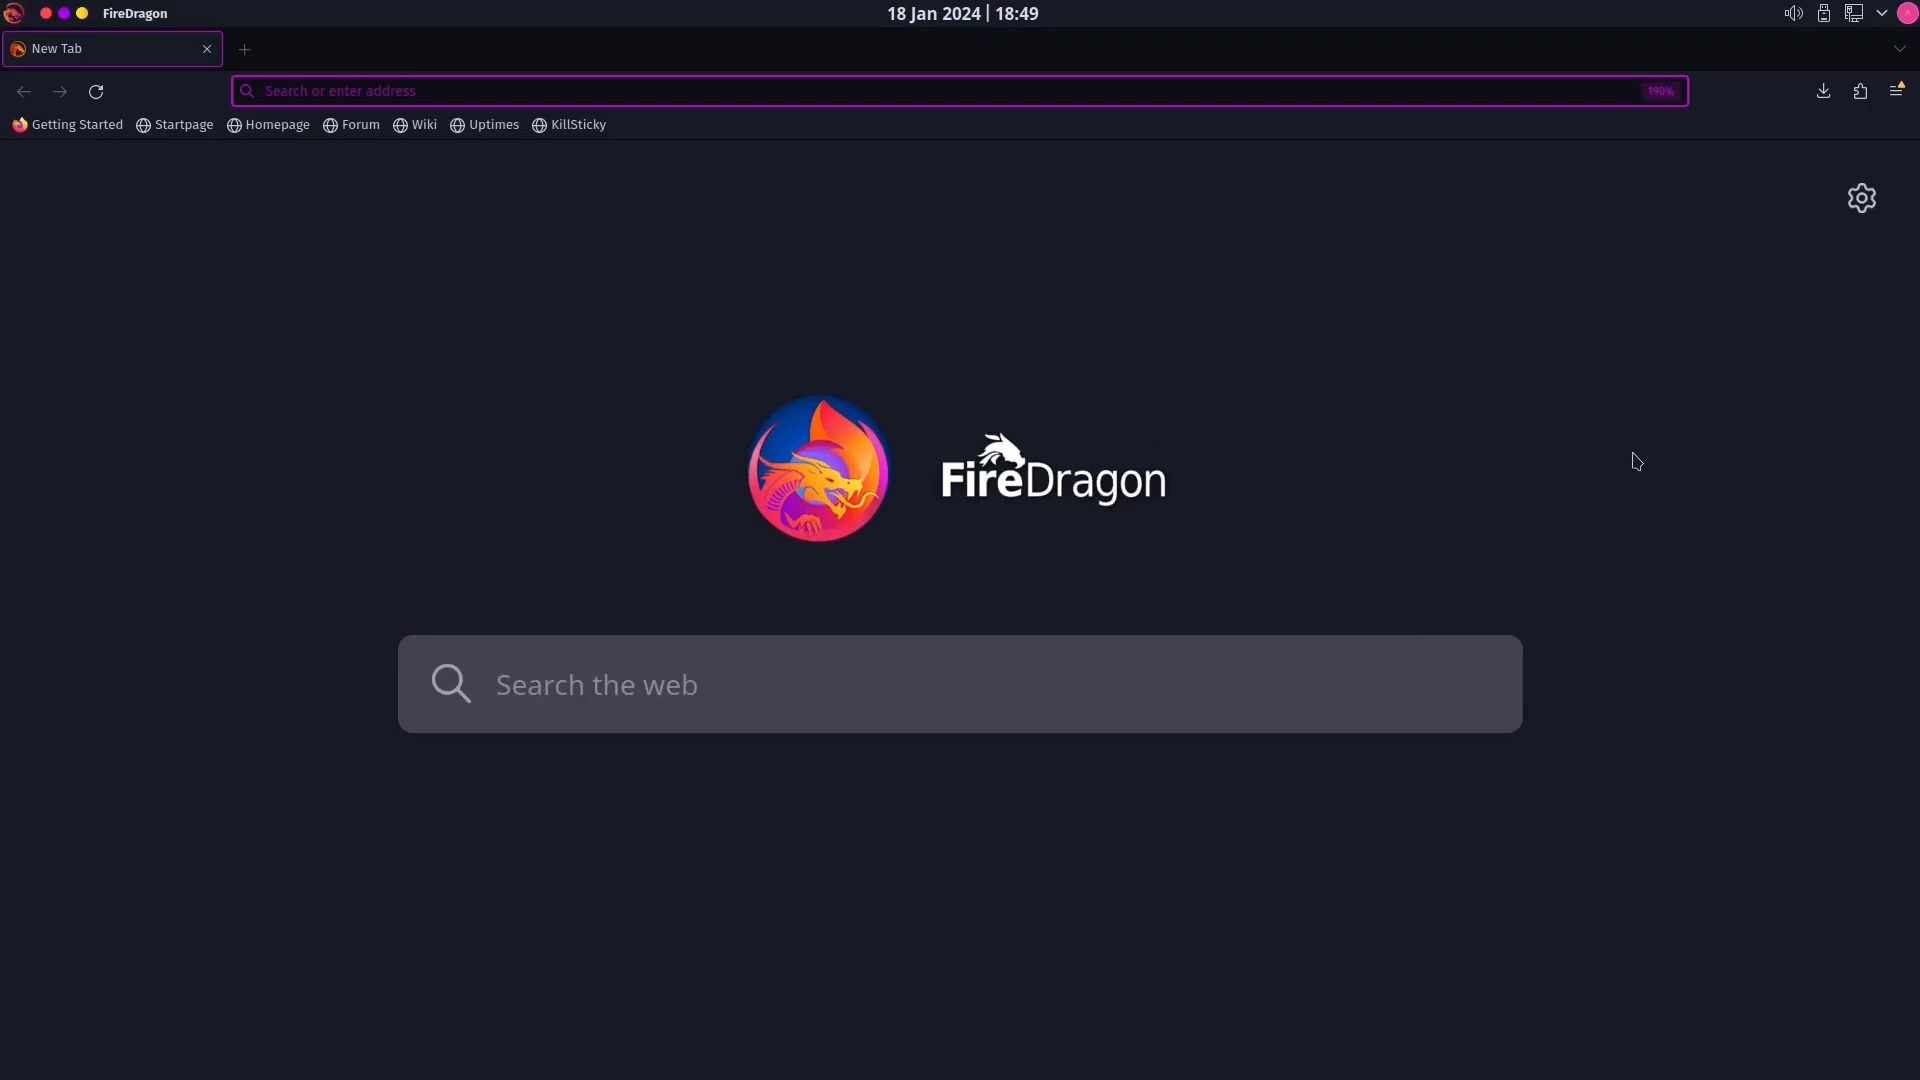 FireDragon
18 Jan 2024 | 18:49
New Tab
Search or enter address
190%
Getting Started
Startpage
Homepage
Forum
Wiki
Uptimes
KillSticky
FireDragon
Search the web